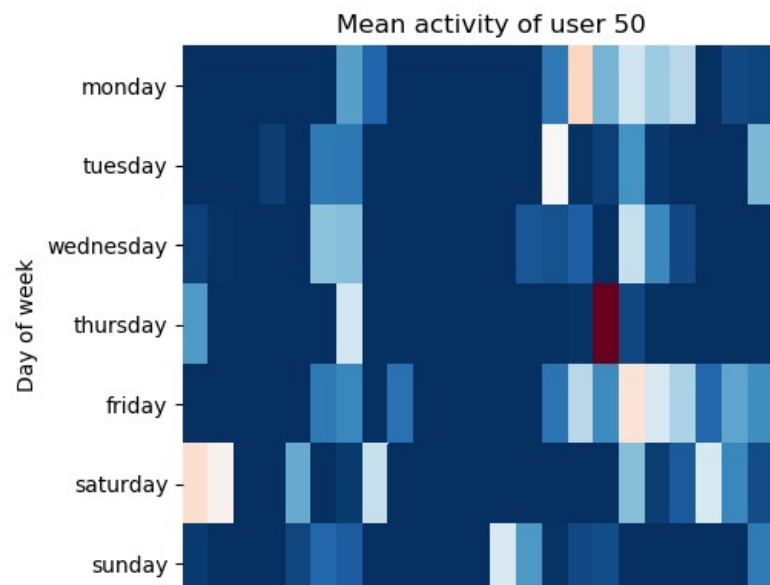 Mean activity of user 50
monday
tuesday
wednesday
thursday
friday
saturday
sunday
Day of week